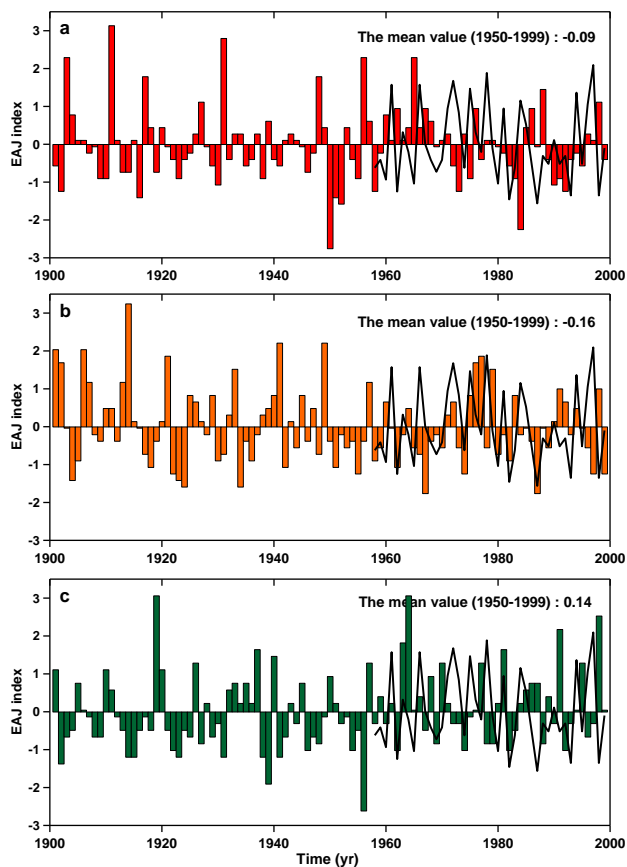 a
The mean value (1950-1999) : -0.09
EAJ index
3
2
1
0
-1
-2
-3
1900 1920 1940 1960 1980 2000
b
The mean value (1950-1999) : -0.16
EAJ index
3
2
1
0
-1
-2
-3
1900 1920 1940 1960 1980 2000
c
The mean value (1950-1999) : 0.14
EAJ index
3
2
1
0
-1
-2
-3
1900 1920 1940 1960 1980 2000
Time (yr)